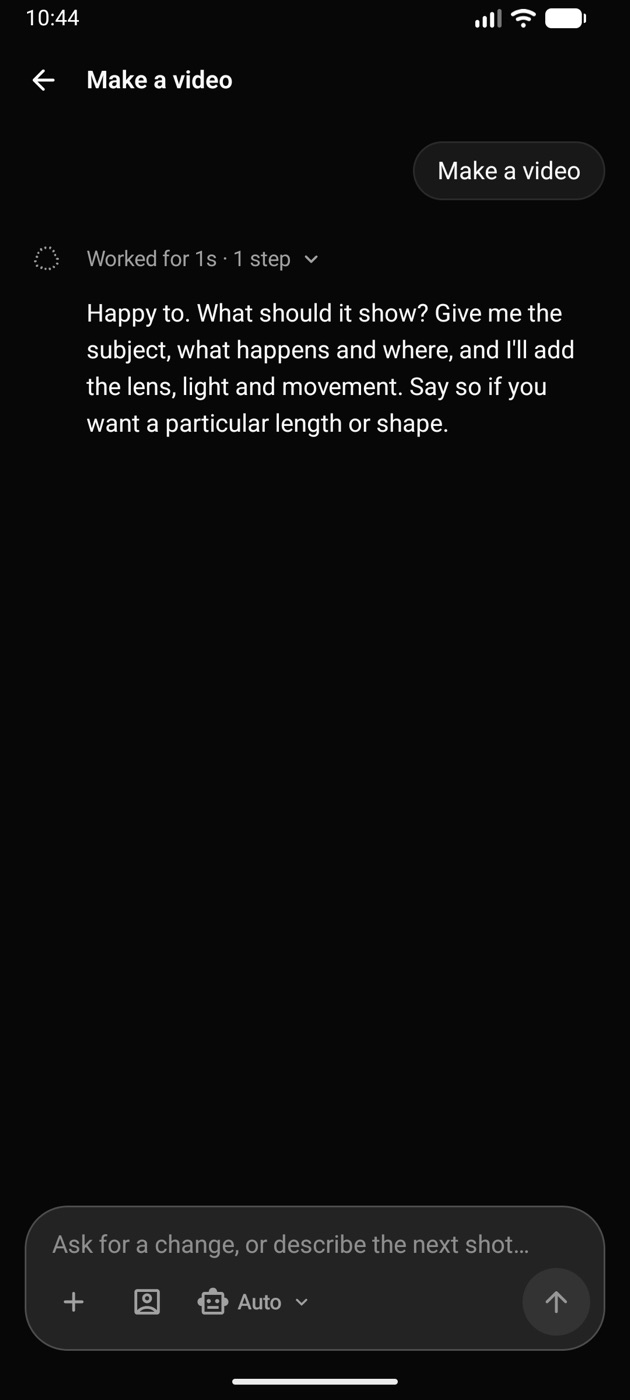 10:44
Make a video
Make a video
Worked for 1s · 1 step
Happy to. What should it show? Give me the
subject, what happens and where, and I'll add
the lens, light and movement. Say so if you
want a particular length or shape.
Ask for a change, or describe the next shot…
Auto